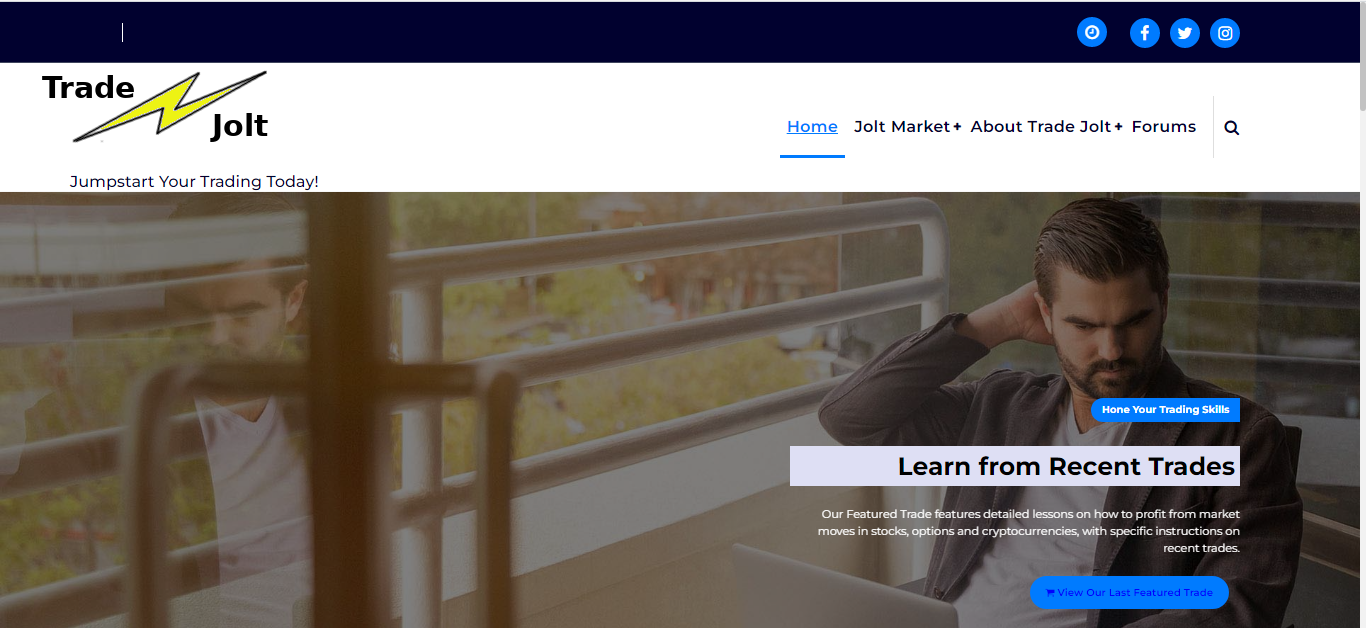 Trade
Jolt
Jumpstart Your Trading Today!
Home Jolt Market+ About Trade Jolt+ Forums
Hone Your Trading Skills
Learn from Recent Trades
Our Featured Trade features detailed lessons on how to profit from market
moves in stocks, options and cryptocurrencies, with specific instructions on
recent trades.
View Our Last Featured Trade